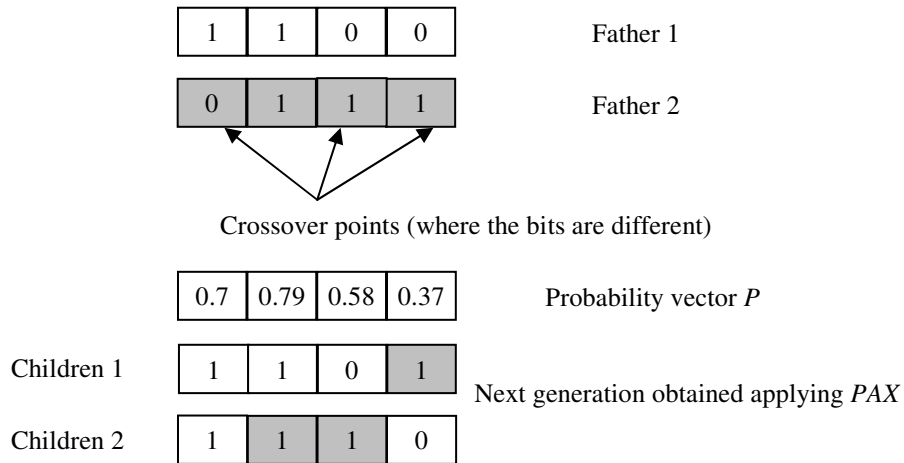 1 1 0 0 Father 1
0 1 1 1 Father 2
Crossover points (where the bits are different)
0.7 0.79 0.58 0.37 Probability vector P
Children 1 1 1 0 1
Next generation obtained applying PAX
Children 2 1 1 1 0